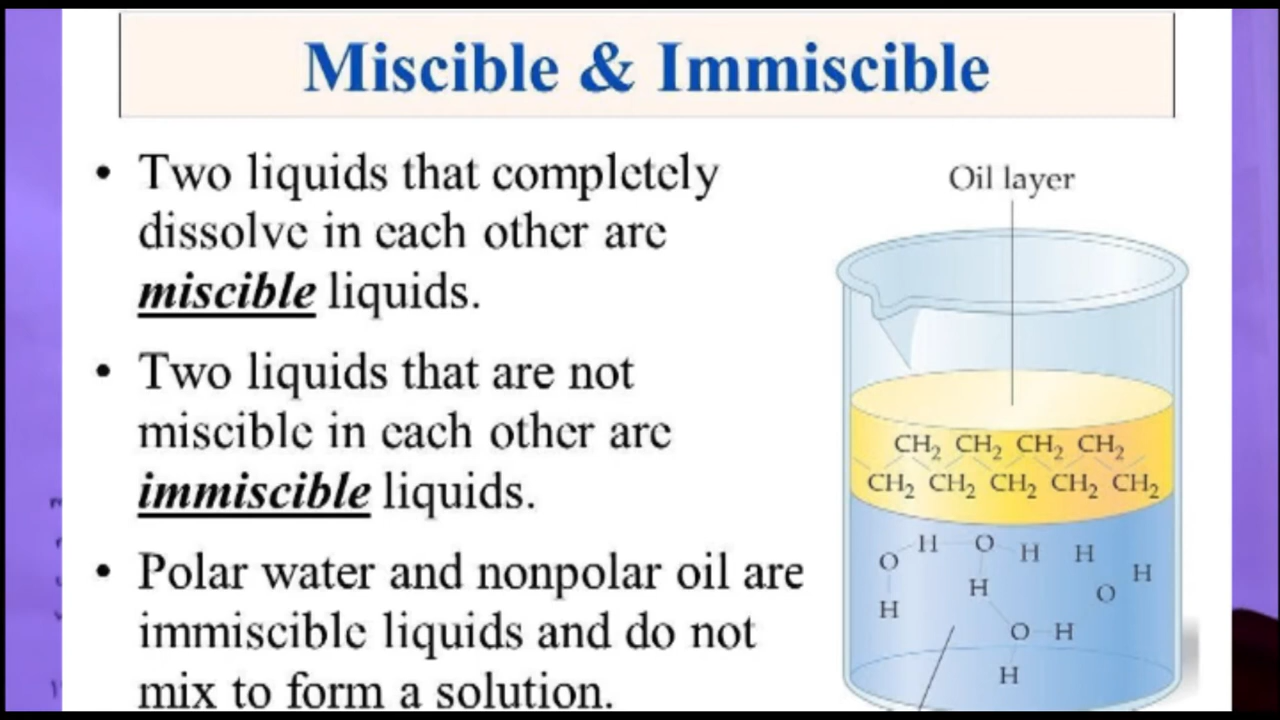 Miscible & Immiscible
• Two liquids that completely
dissolve in each other are
miscible liquids.
• Two liquids that are not
miscible in each other are
immiscible liquids.
• Polar water and nonpolar oil are
immiscible liquids and do not
mix to form a solution.
Oil layer
CH₂ CH₂ CH₂ CH₂
CH₂ CH₂ CH₂ CH₂ CH₂
H O H H
O H
H O
H
O H
H